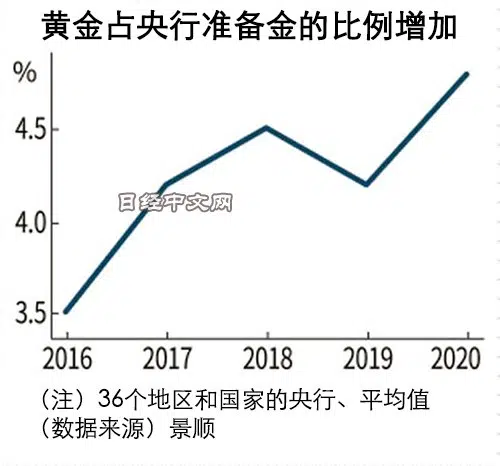 黄金占央行准备金的比例增加
%
4.5
4.0
3.5
日经中文网
2016 2017 2018 2019 2020
（注）36个地区和国家的央行、平均值
（数据来源）景顺